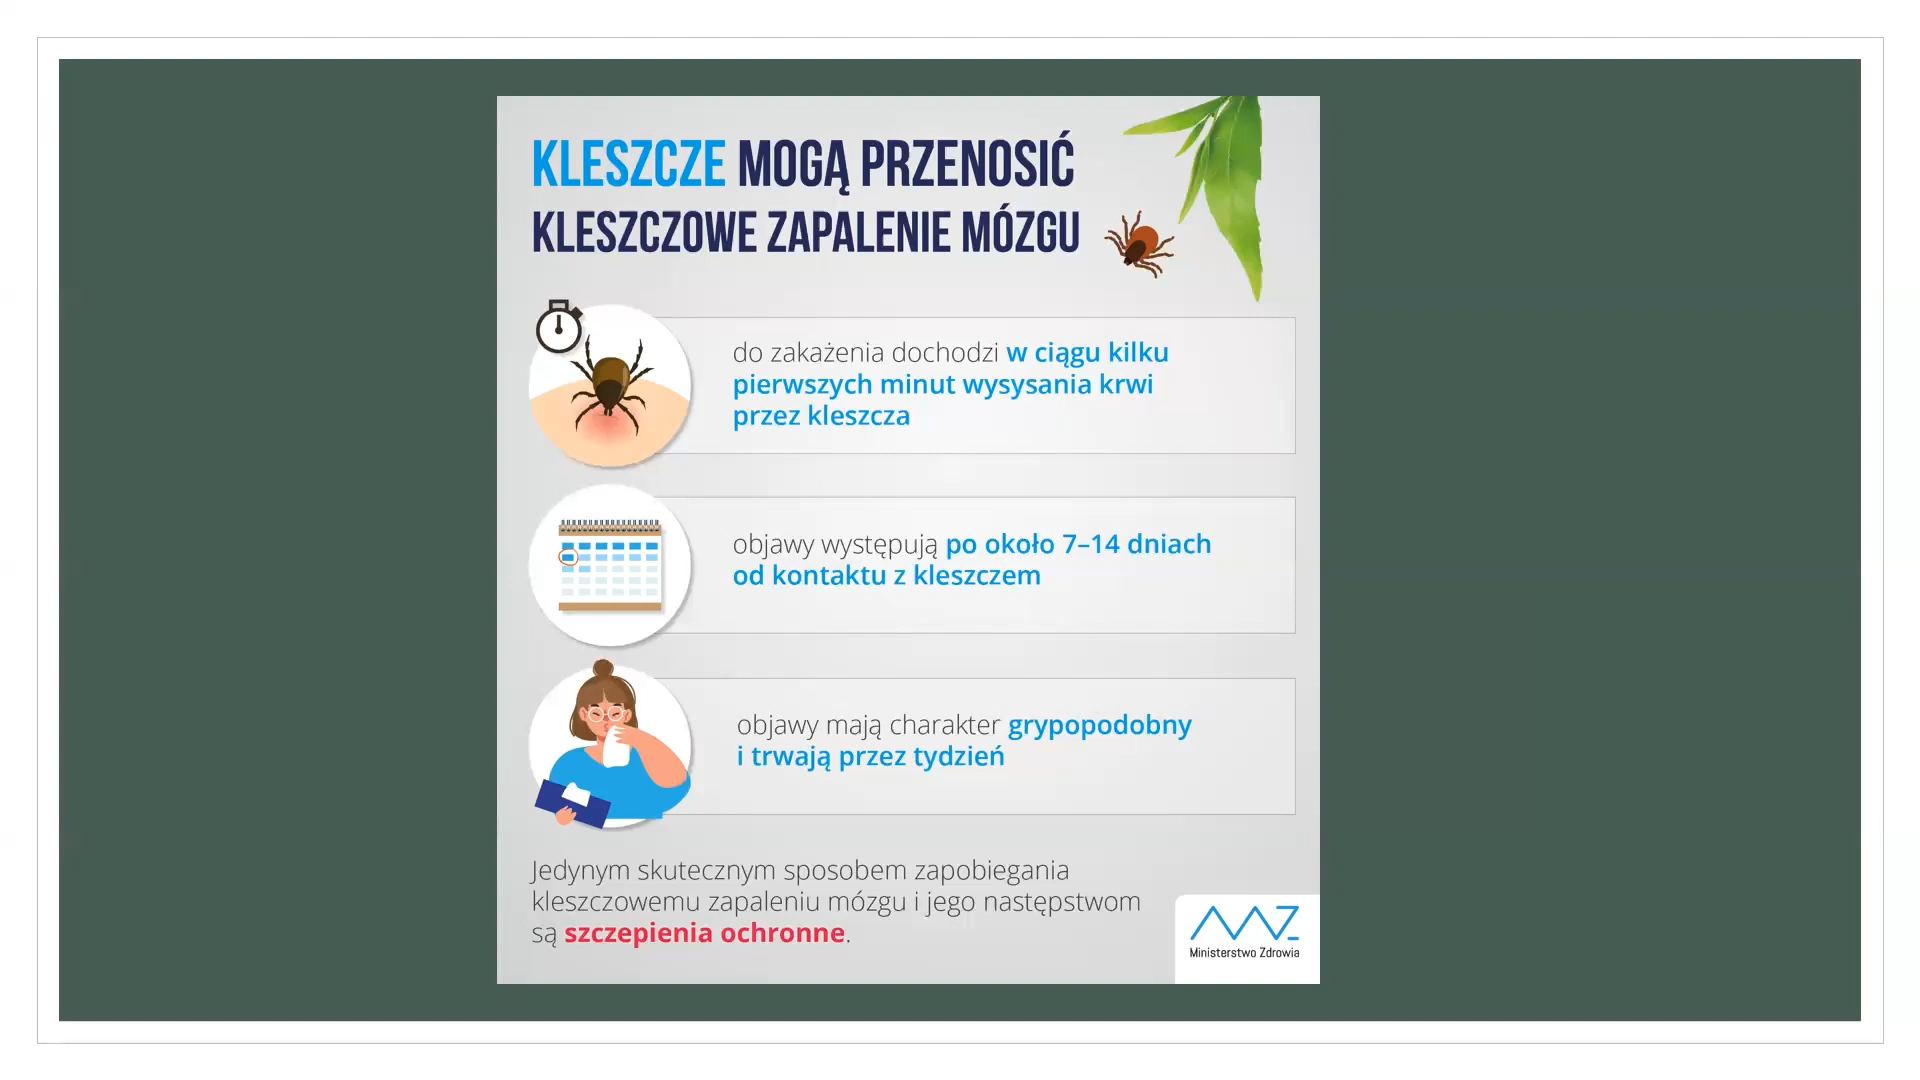 KLESZCZE MOGĄ PRZENOSIĆ
KLESZCZOWE ZAPALENIE MÓZGU
do zakażenia dochodzi w ciągu kilku
pierwszych minut wysysania krwi
przez kleszcza
objawy występują po około 7–14 dniach
od kontaktu z kleszczem
objawy mają charakter grypopodobny
i trwają przez tydzień
Jedynym skutecznym sposobem zapobiegania
kleszczowemu zapaleniu mózgu i jego następstwom
są szczepienia ochronne.
MZ
Ministerstwo Zdrowia